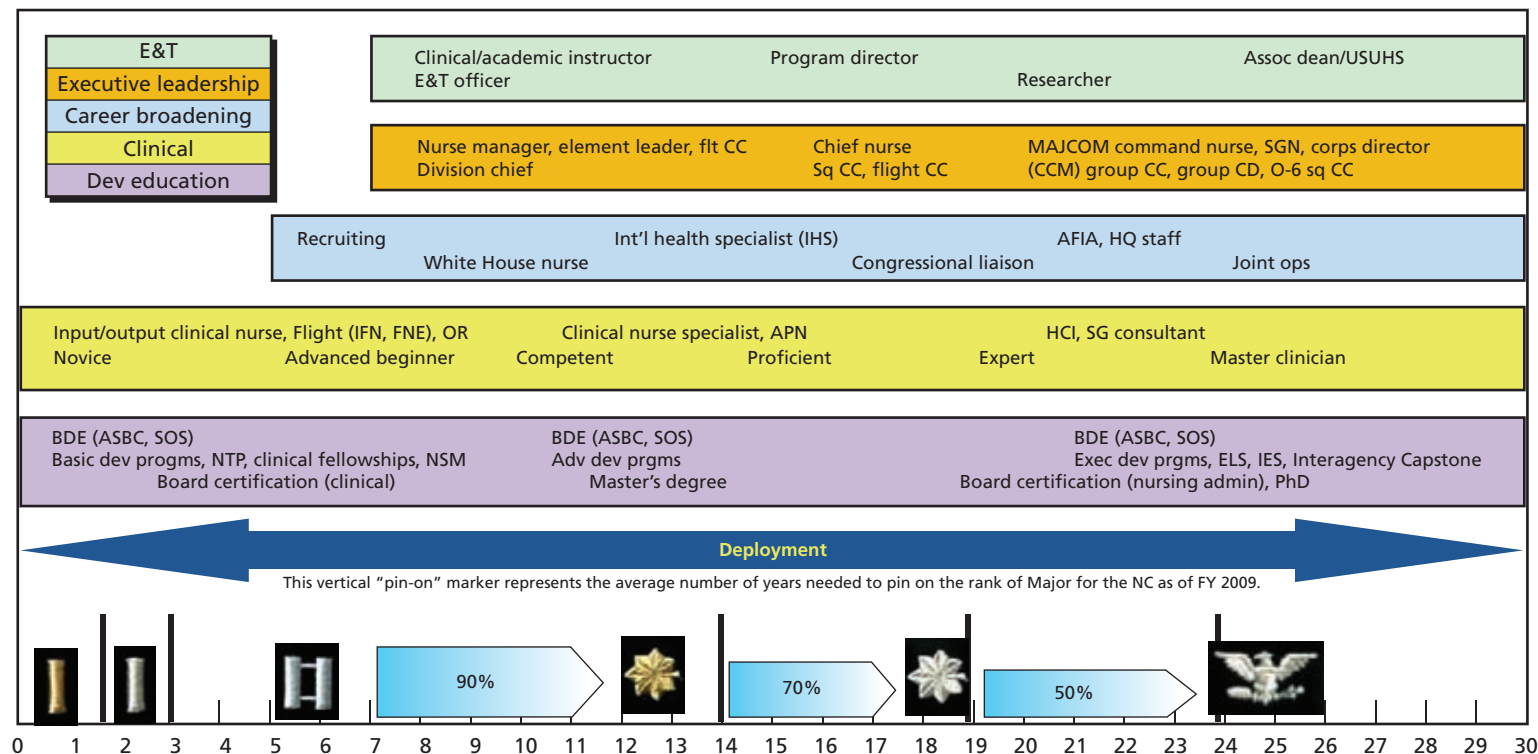 E&T
Executive leadership
Career broadening
Clinical
Dev education
Clinical/academic instructor
Program director
Assoc dean/USUHS
E&T officer
Researcher
Nurse manager, element leader, flt CC
Chief nurse
MAJCOM command nurse, SGN, corps director
Division chief
Sq CC, flight CC
(CCM) group CC, group CD, O-6 sq CC
Recruiting
Int'l health specialist (IHS)
AFIA, HQ staff
White House nurse
Congressional liaison
Joint ops
Input/output clinical nurse, Flight (IFN, FNE), OR
Clinical nurse specialist, APN
HCI, SG consultant
Novice
Advanced beginner
Competent
Proficient
Expert
Master clinician
BDE (ASBC, SOS)
BDE (ASBC, SOS)
BDE (ASBC, SOS)
Basic dev progms, NTP, clinical fellowships, NSM
Adv dev prgms
Exec dev prgms, ELS, IES, Interagency Capstone
Board certification (clinical)
Master's degree
Board certification (nursing admin), PhD
Deployment
This vertical “pin-on” marker represents the average number of years needed to pin on the rank of Major for the NC as of FY 2009.
90%
70%
50%
0 1 2 3 4 5 6 7 8 9 10 11 12 13 14 15 16 17 18 19 20 21 22 23 24 25 26 27 28 29 30